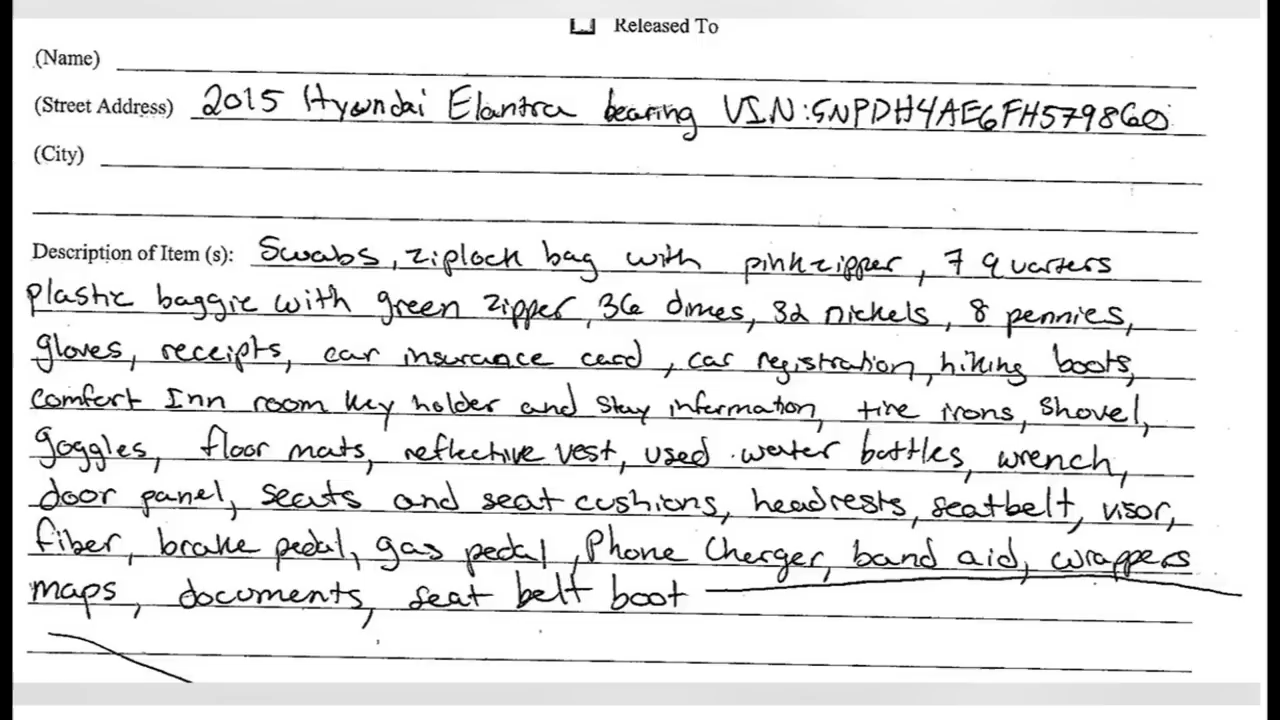 Released To
(Name)
(Street Address) 2015 Hyundai Elantra bearing VIN:5NPDH4AE6FH579860
(City)
Description of Item (s): Swabs, ziplock bag with pink zipper, 7 quarters
plastic baggie with green zipper, 36 dimes, 32 nickels, 8 pennies,
gloves, receipts, car insurance card, car registration, hiking boots,
comfort Inn room key holder and stay information, tire irons, shovel,
goggles, floor mats, reflective vest, used water bottles, wrench,
door panel, seats and seat cushions, headrests, seatbelt, visor,
fiber, brake pedal, gas pedal, Phone Charger, band aid, wrappers
maps, documents, seat belt boot